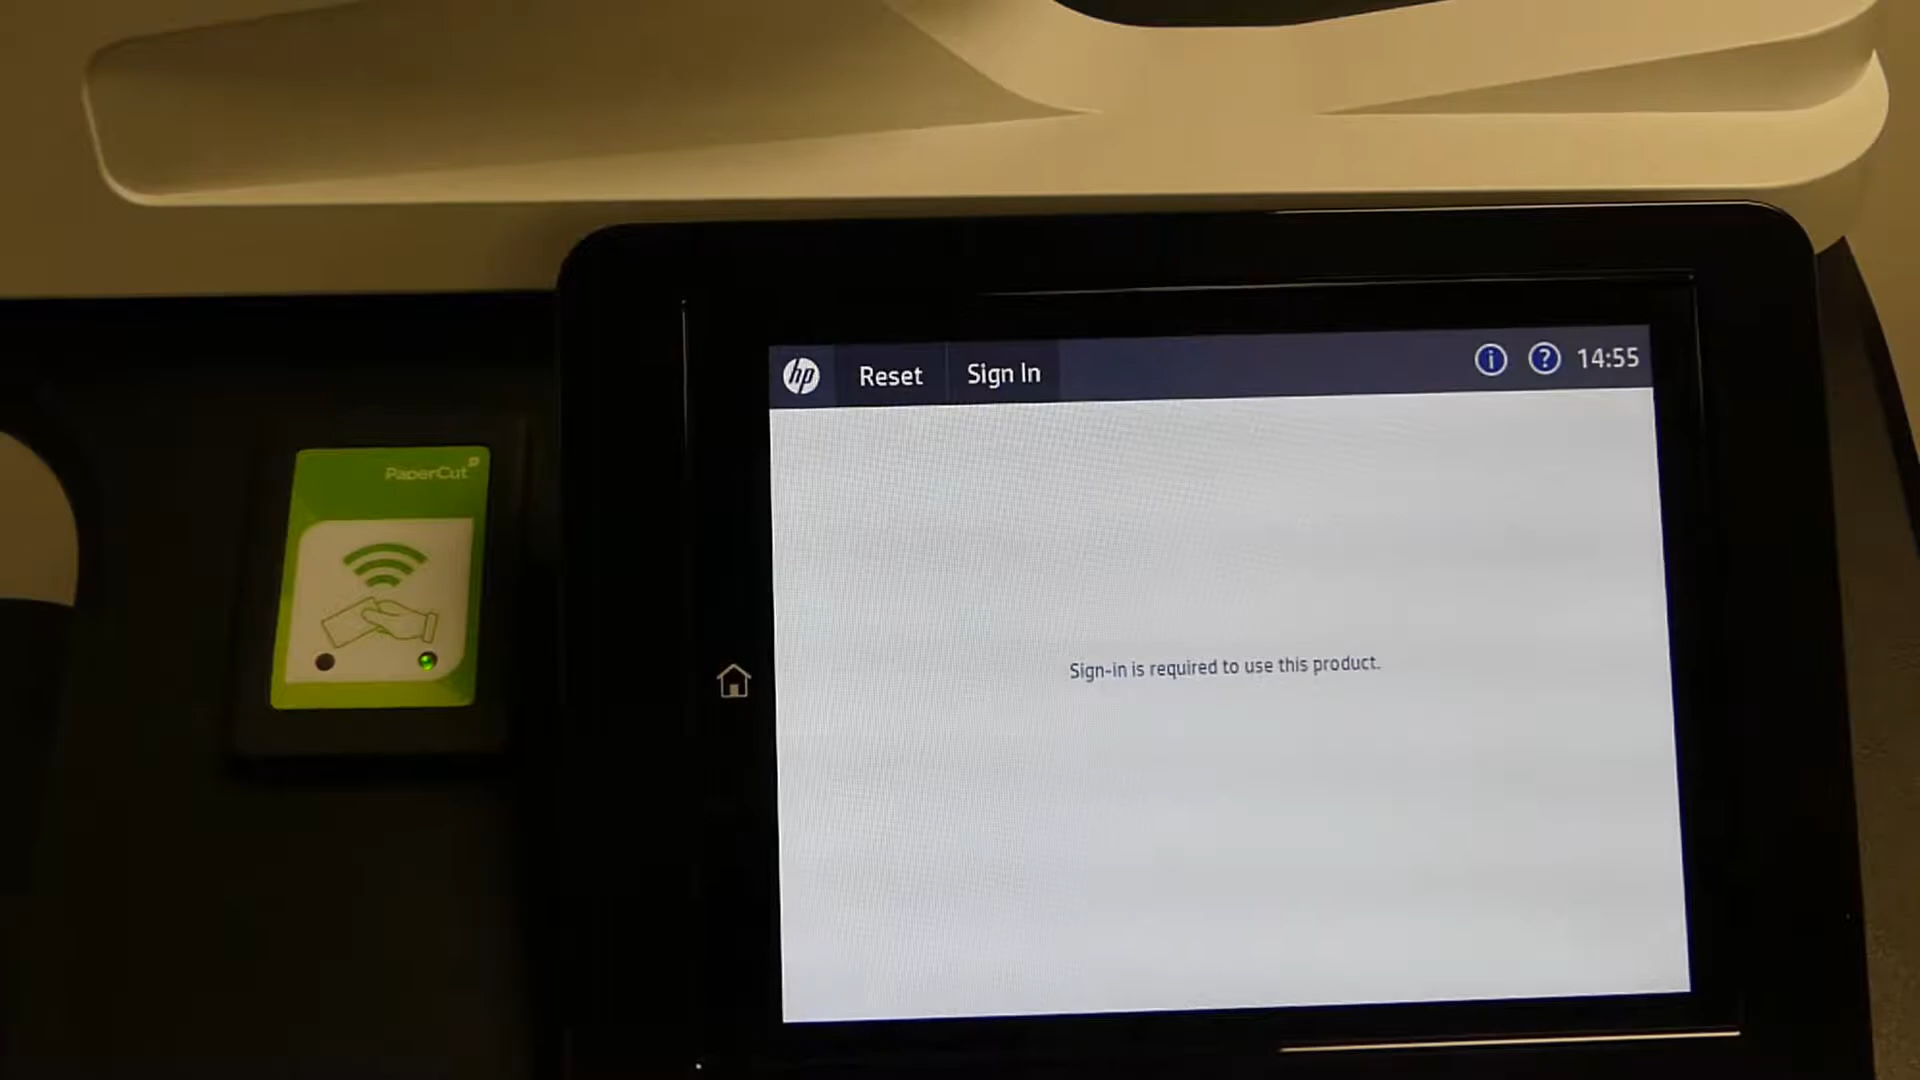 PaperCut
hp Reset Sign In i ? 14:55
Sign-in is required to use this product.